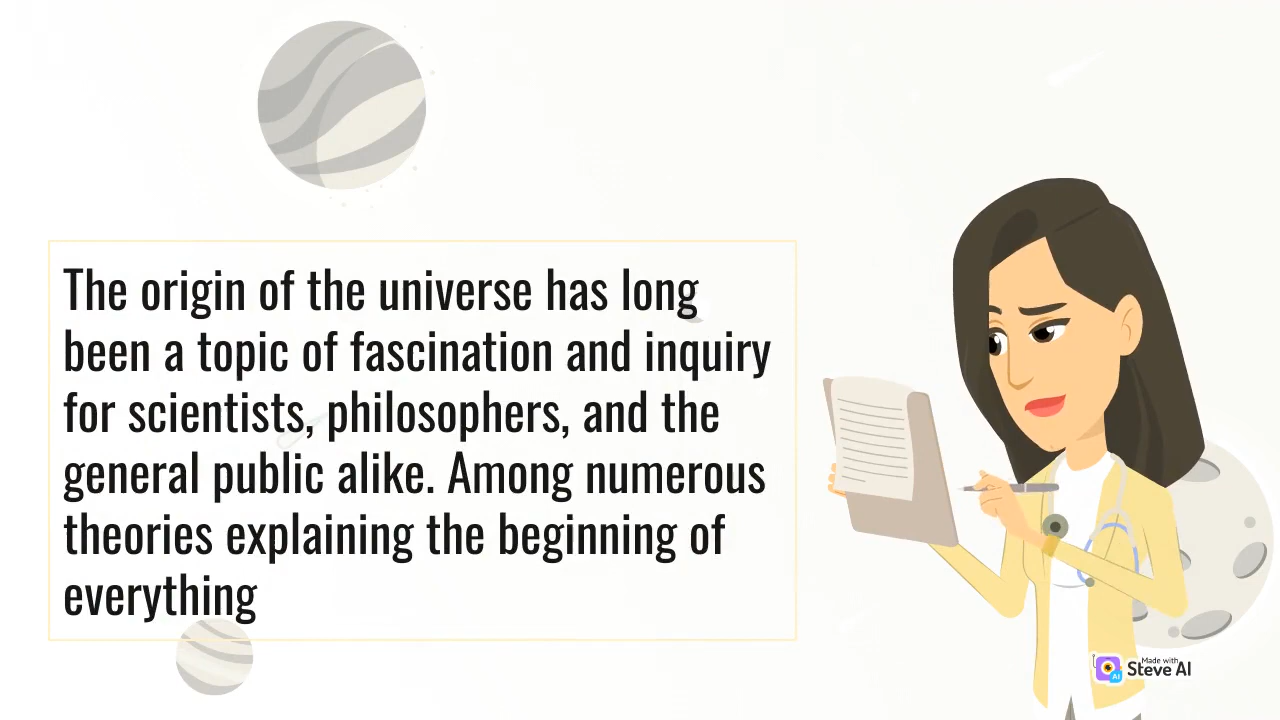 The origin of the universe has long
been a topic of fascination and inquiry
for scientists, philosophers, and the
general public alike. Among numerous
theories explaining the beginning of
everything
Made with
Steve AI
AI